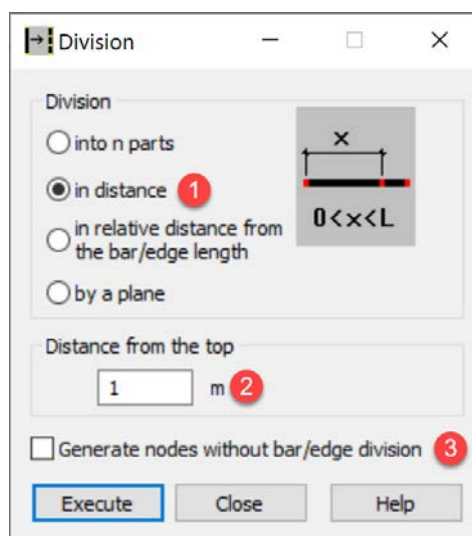 Division
Division
into n parts
x
in distance 1
0<x<L
in relative distance from
the bar/edge length
by a plane
Distance from the top
1 m 2
Generate nodes without bar/edge division 3
Execute Close Help